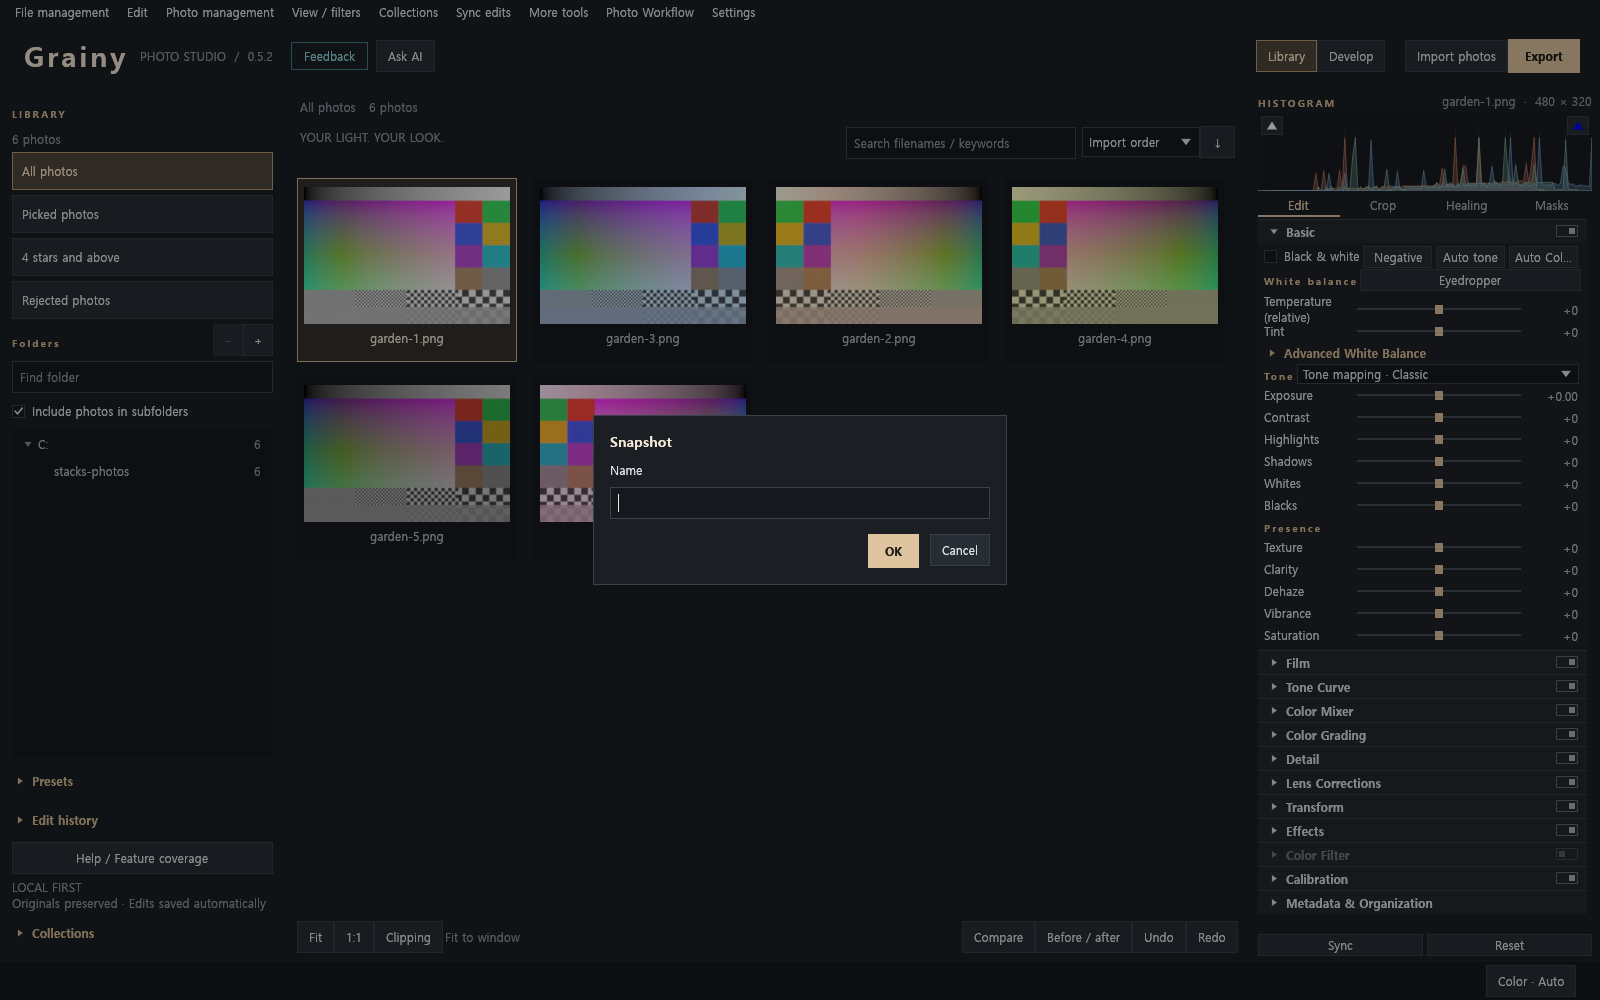 File management Edit Photo management View / filters Collections Sync edits More tools Photo Workflow Settings
Grainy PHOTO STUDIO / 0.5.2 Feedback Ask AI Library Develop Import photos Export
LIBRARY
6 photos
All photos
Picked photos
4 stars and above
Rejected photos
Folders − +
Find folder
Include photos in subfolders
C: 6
stacks-photos 6
Presets
Edit history
Help / Feature coverage
LOCAL FIRST
Originals preserved · Edits saved automatically
Collections
All photos 6 photos
YOUR LIGHT. YOUR LOOK.
Search filenames / keywords Import order ↓
garden-1.png garden-3.png garden-2.png garden-4.png
garden-5.png
Snapshot
Name
OK Cancel
Fit 1:1 Clipping Fit to window Compare Before / after Undo Redo
HISTOGRAM garden-1.png · 480 × 320
Edit Crop Healing Masks
Basic
Black & white Negative Auto tone Auto Col...
White balance Eyedropper
Temperature
(relative) +0
Tint +0
Advanced White Balance
Tone Tone mapping · Classic
Exposure +0.00
Contrast +0
Highlights +0
Shadows +0
Whites +0
Blacks +0
Presence
Texture +0
Clarity +0
Dehaze +0
Vibrance +0
Saturation +0
Film
Tone Curve
Color Mixer
Color Grading
Detail
Lens Corrections
Transform
Effects
Color Filter
Calibration
Metadata & Organization
Sync Reset
Color · Auto